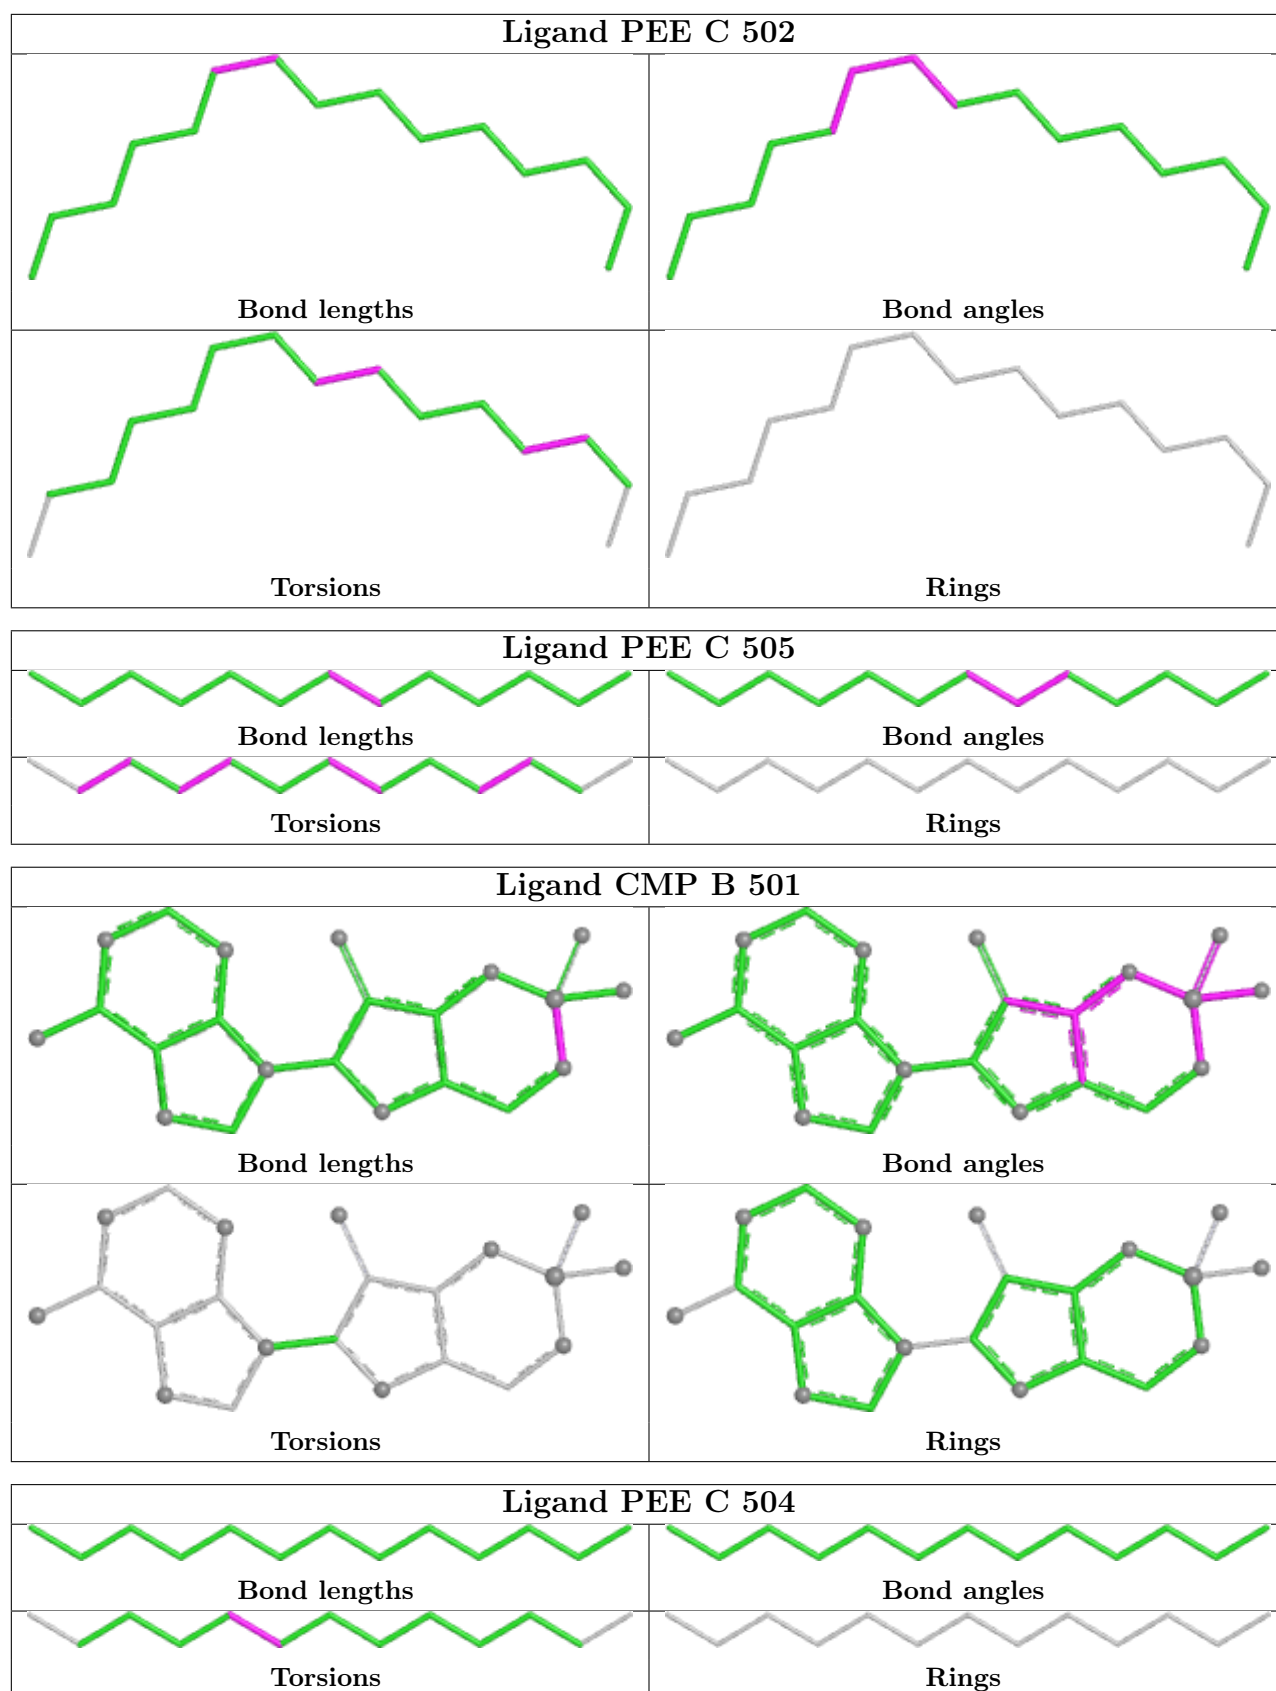 Ligand PEE C 502
Bond lengths
Bond angles
Torsions
Rings
Ligand PEE C 505
Bond lengths
Bond angles
Torsions
Rings
Ligand CMP B 501
Bond lengths
Bond angles
Torsions
Rings
Ligand PEE C 504
Bond lengths
Bond angles
Torsions
Rings